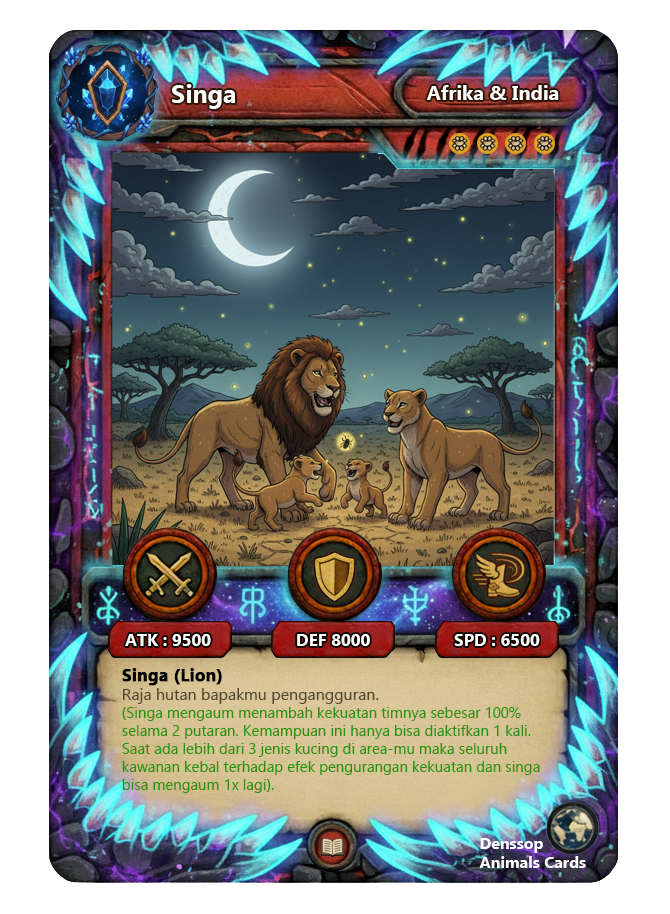 Singa
Afrika & India
ATK : 9500
DEF 8000
SPD : 6500
Singa (Lion)
Raja hutan bapakmu pengangguran.
(Singa mengaum menambah kekuatan timnya sebesar 100%
selama 2 putaran. Kemampuan ini hanya bisa diaktifkan 1 kali.
Saat ada lebih dari 3 jenis kucing di area-mu maka seluruh
kawanan kebal terhadap efek pengurangan kekuatan dan singa
bisa mengaum 1x lagi).
Denssop
Animals Cards